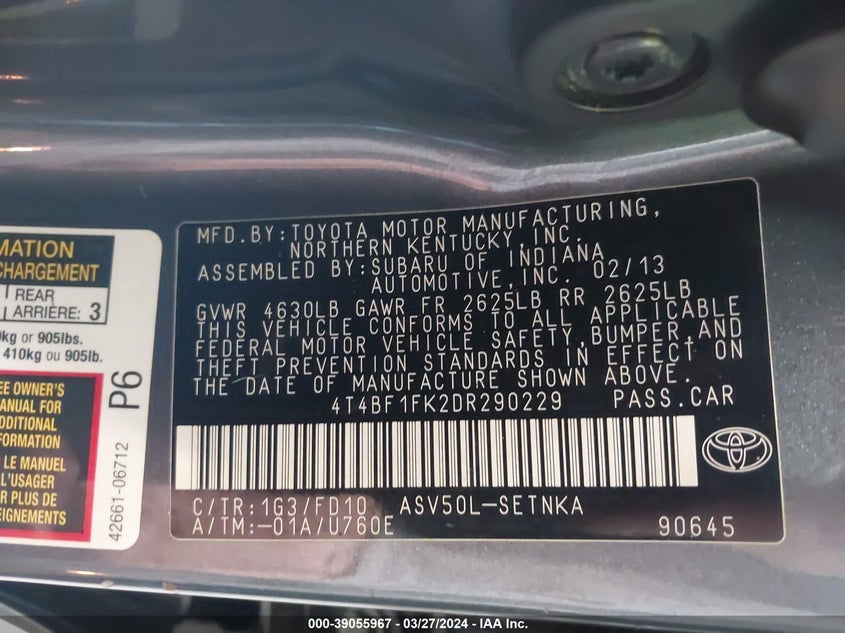 MATION
CHARGEMENT
REAR
ARRIÈRE: 3
kg or 905lbs.
410kg ou 905lb.
EE OWNER'S
MANUAL FOR
DDITIONAL
FORMATION
LE MANUEL
L'USAGER
R PLUS DE
EIGNEMENTS
P6
42661-06712
MFD.BY:TOYOTA MOTOR MANUFACTURING,
NORTHERN KENTUCKY,INC.
ASSEMBLED BY:SUBARU OF INDIANA
AUTOMOTIVE,INC. 02/13
GVWR 4630LB GAWR FR 2625LB RR 2625LB
THIS VEHICLE CONFORMS TO ALL APPLICABLE
FEDERAL MOTOR VEHICLE SAFETY,BUMPER,AND
THEFT PREVENTION STANDARDS IN EFFECT ON
THE DATE OF MANUFACTURE SHOWN ABOVE.
4T4BF1FK2DR290229 PASS.CAR
C/TR:1G3/FD10 ASV50L-SETNKA
A/TM:-01A/U760E 90645
000-39055967 / 03/27/2024 - IAA Inc.